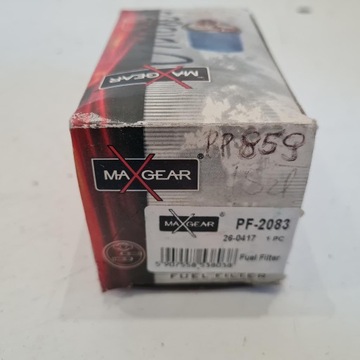 MAXGEAR
PP859
MAXGEAR
MAXGEAR PF-2083
26-0417 1 PC
Fuel Filter
FUEL FILTER